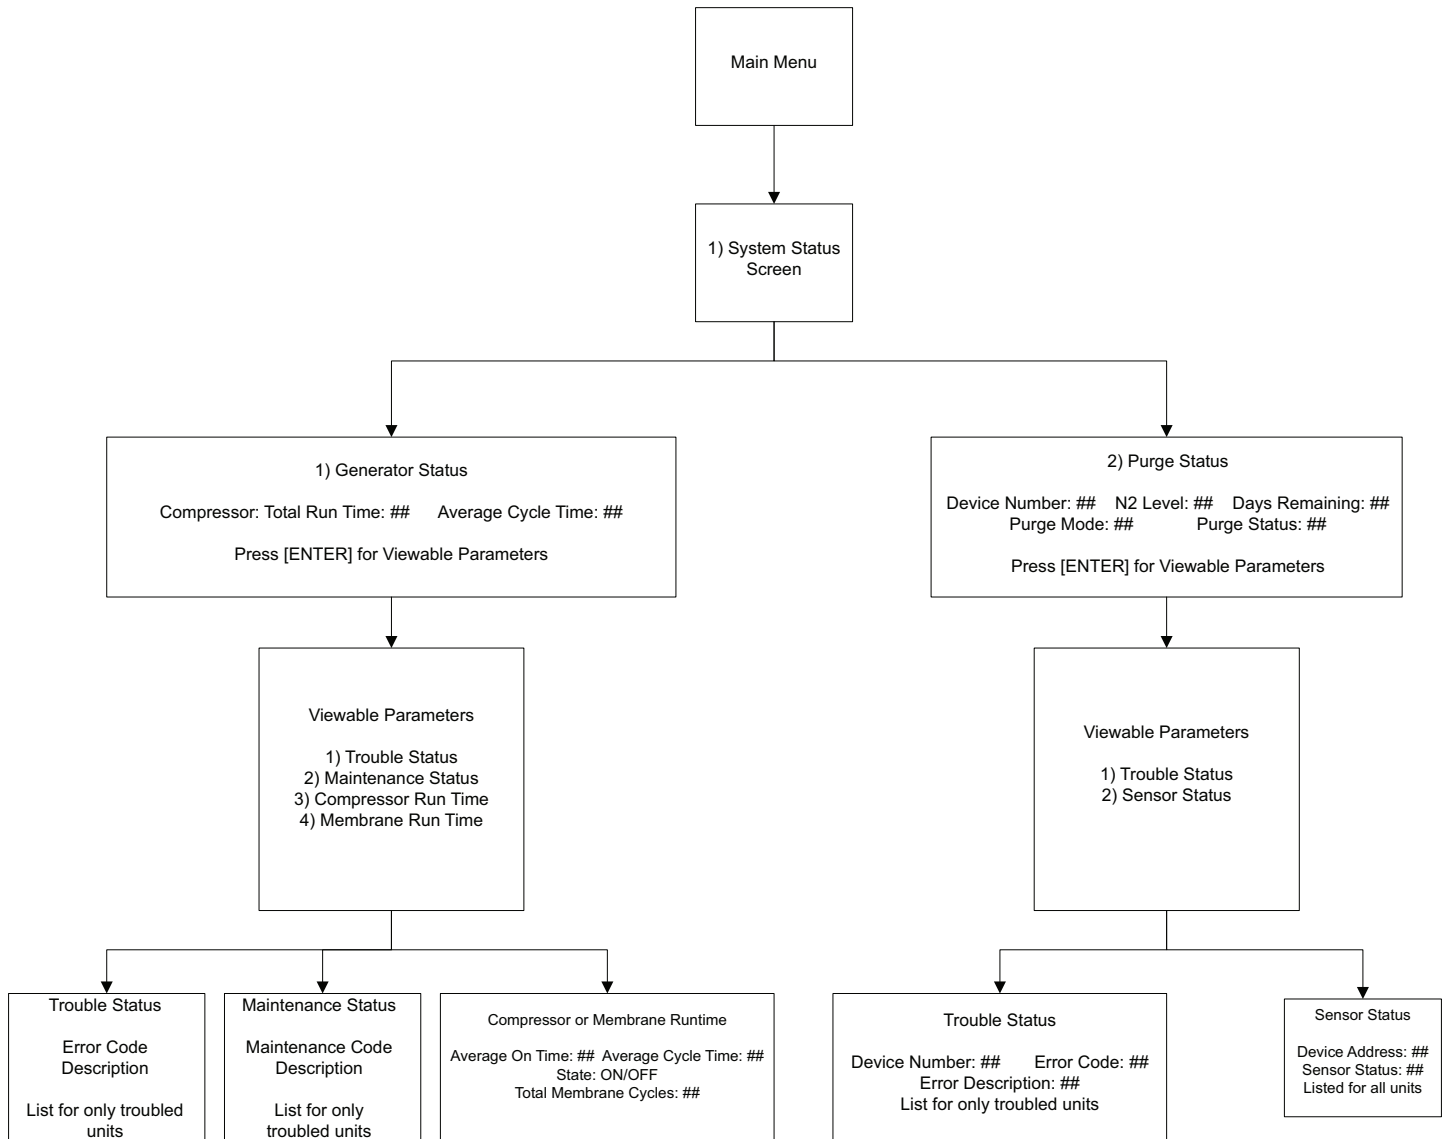 Main Menu
1) System Status
Screen
1) Generator Status
Compressor: Total Run Time: ## Average Cycle Time: ##
Press [ENTER] for Viewable Parameters
2) Purge Status
Device Number: ## N2 Level: ## Days Remaining: ##
Purge Mode: ## Purge Status: ##
Press [ENTER] for Viewable Parameters
Viewable Parameters
1) Trouble Status
2) Maintenance Status
3) Compressor Run Time
4) Membrane Run Time
Viewable Parameters
1) Trouble Status
2) Sensor Status
Trouble Status
Error Code
Description
List for only troubled
units
Maintenance Status
Maintenance Code
Description
List for only
troubled units
Compressor or Membrane Runtime
Average On Time: ## Average Cycle Time: ##
State: ON/OFF
Total Membrane Cycles: ##
Trouble Status
Device Number: ## Error Code: ##
Error Description: ##
List for only troubled units
Sensor Status
Device Address: ##
Sensor Status: ##
Listed for all units